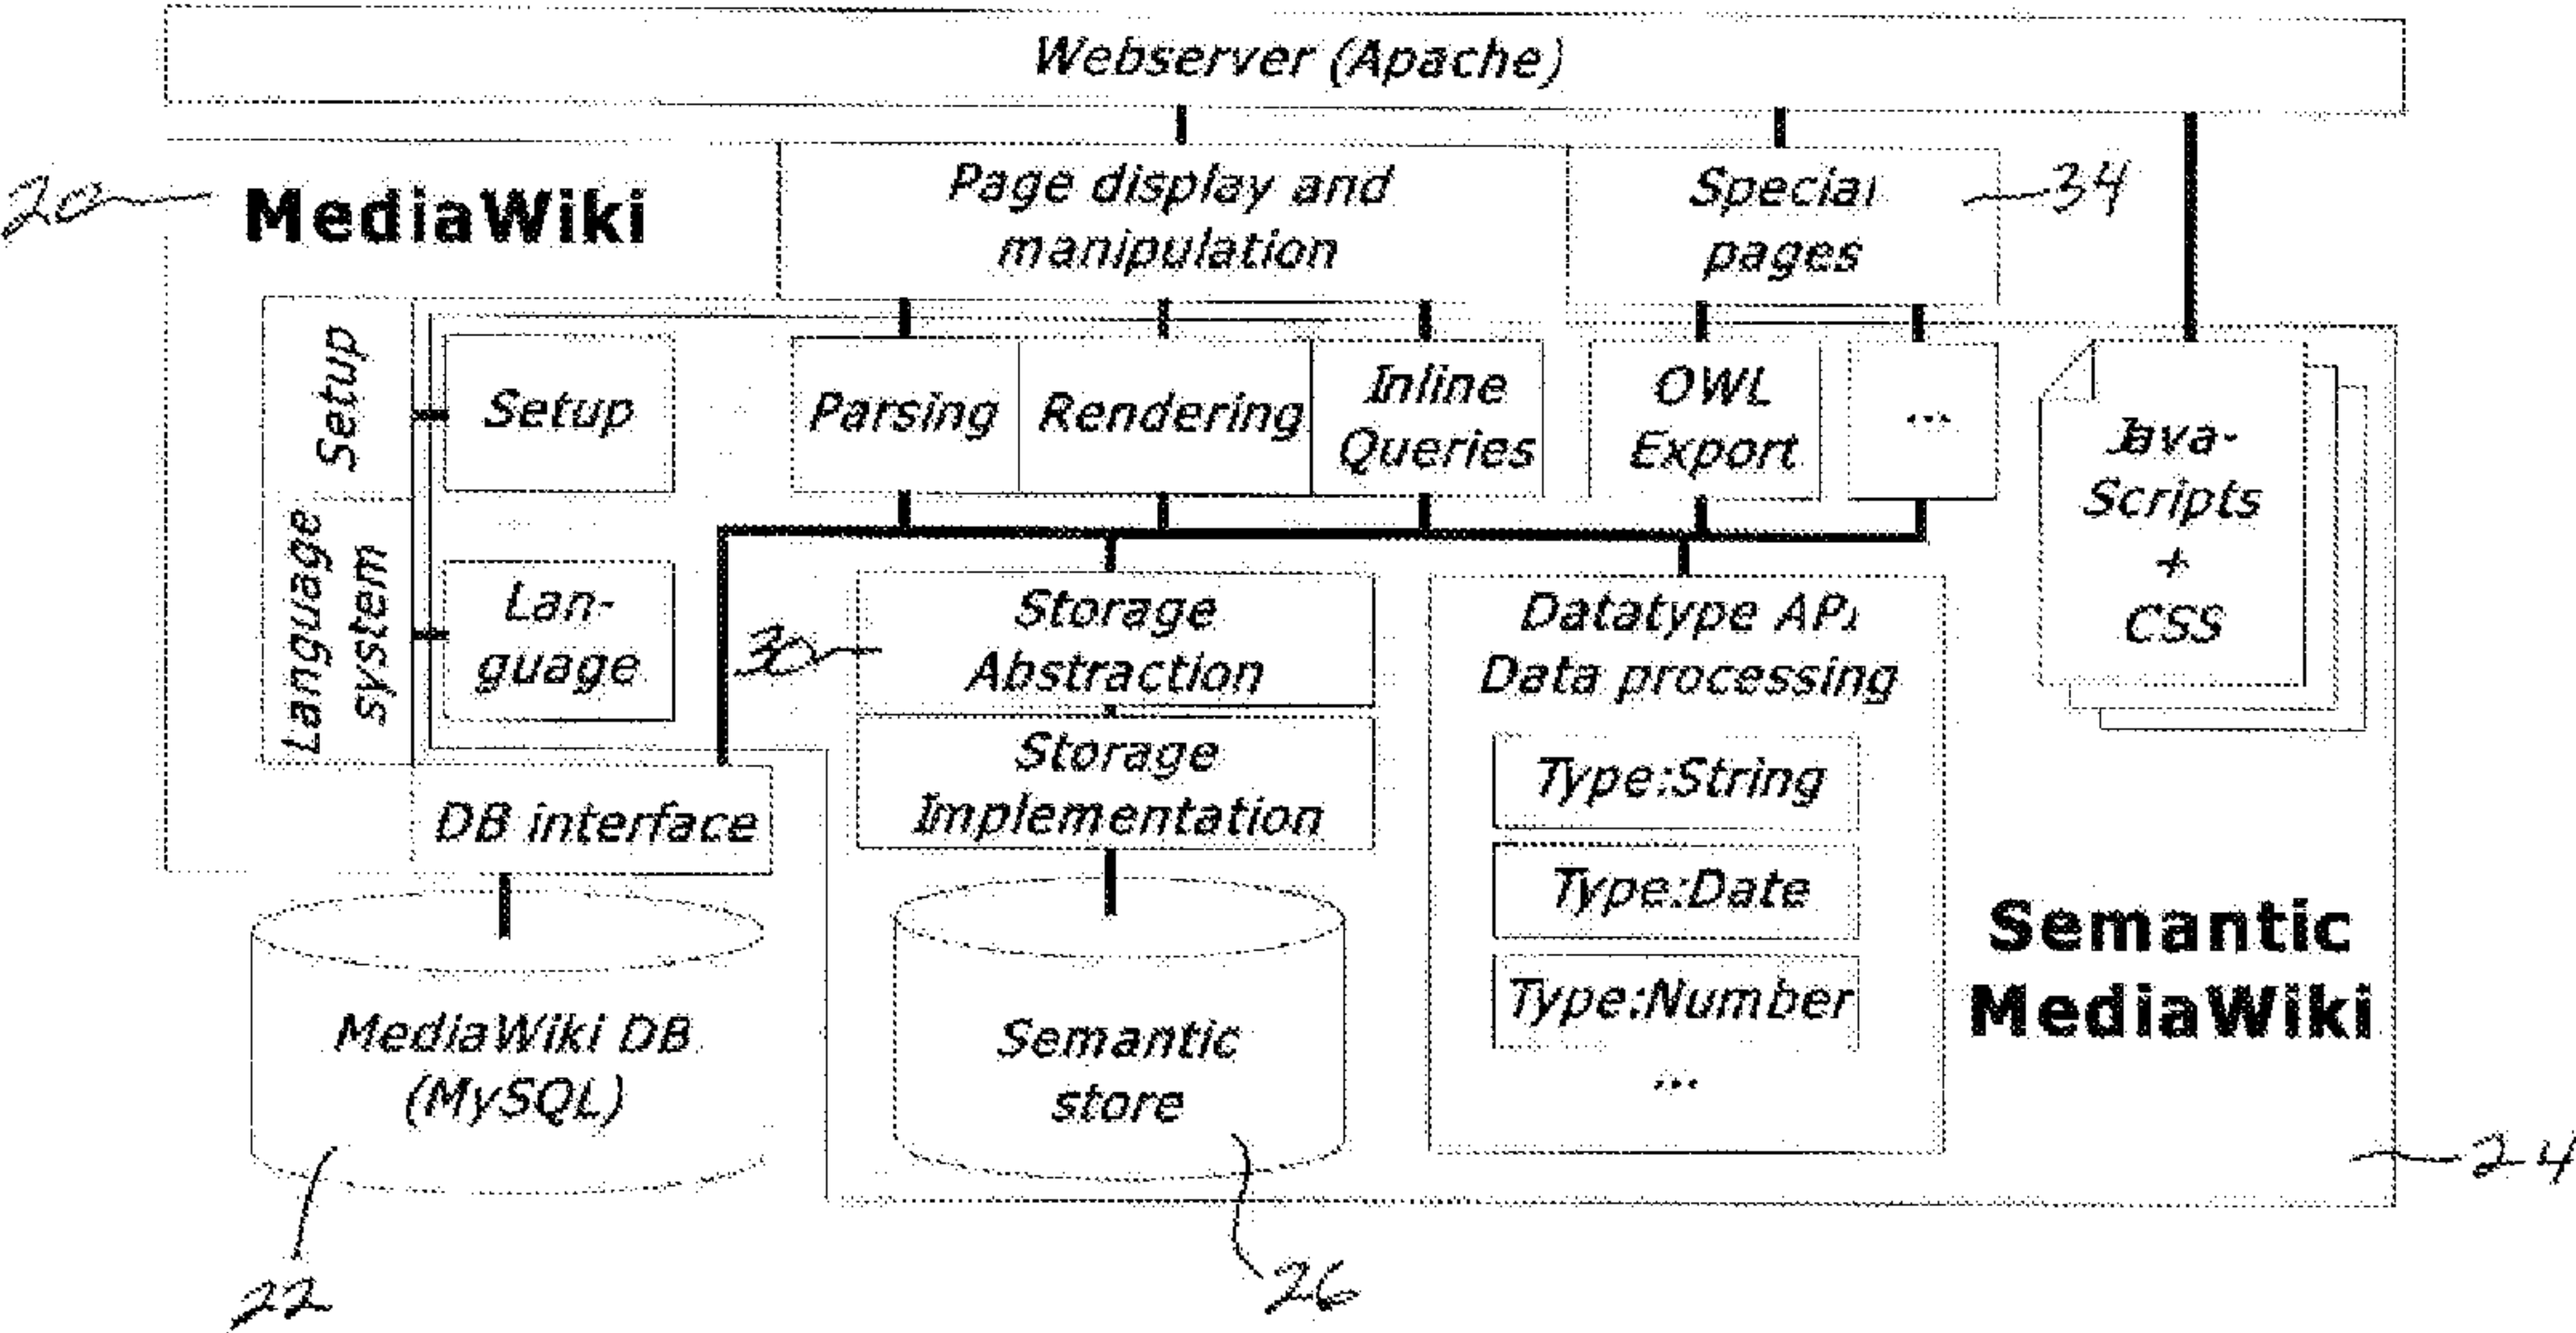 Webserver (Apache)
20
MediaWiki
Page display and
manipulation
Special
pages
34
Setup
Setup
Parsing
Rendering
Inline
Queries
OWL
Export
...
Java-
Scripts
+
CSS
Language
system
Lan-
guage
30
Storage
Abstraction
Storage
Implementation
Datatype API
Data processing
Type:String
Type:Date
Type:Number
...
DB interface
MediaWiki DB
(MySQL)
Semantic
store
Semantic
MediaWiki
24
22
26